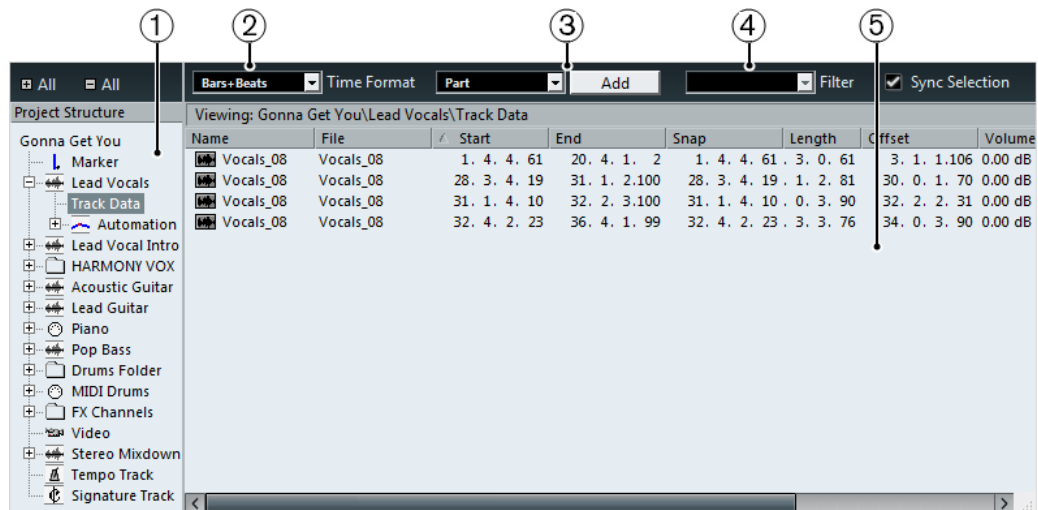 1 2 3 4 5
All All Bars+Beats Time Format Part Add Filter Sync Selection
Project Structure
Viewing: Gonna Get You\Lead Vocals\Track Data
Name File Start End Snap Length Offset Volume
Vocals_08 Vocals_08 1. 4. 4. 61 20. 4. 1. 2 1. 4. 4. 61 . 3. 0. 61 3. 1. 1.106 0.00 dB
Vocals_08 Vocals_08 28. 3. 4. 19 31. 1. 2.100 28. 3. 4. 19 . 1. 2. 81 30. 0. 1. 70 0.00 dB
Vocals_08 Vocals_08 31. 1. 4. 10 32. 2. 3.100 31. 1. 4. 10 . 0. 3. 90 32. 2. 2. 31 0.00 dB
Vocals_08 Vocals_08 32. 4. 2. 23 36. 4. 1. 99 32. 4. 2. 23 . 3. 3. 76 34. 0. 3. 90 0.00 dB
Gonna Get You
Marker
Lead Vocals
Track Data
Automation
Lead Vocal Intro
HARMONY VOX
Acoustic Guitar
Lead Guitar
Piano
Pop Bass
Drums Folder
MIDI Drums
FX Channels
Video
Stereo Mixdown
Tempo Track
Signature Track